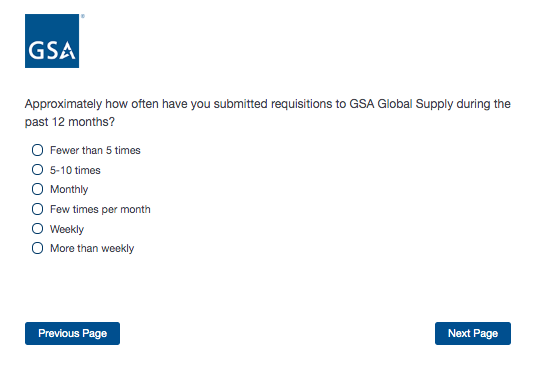 GSA
Approximately how often have you submitted requisitions to GSA Global Supply during the
past 12 months?
Fewer than 5 times
5-10 times
Monthly
Few times per month
Weekly
More than weekly
Previous Page
Next Page